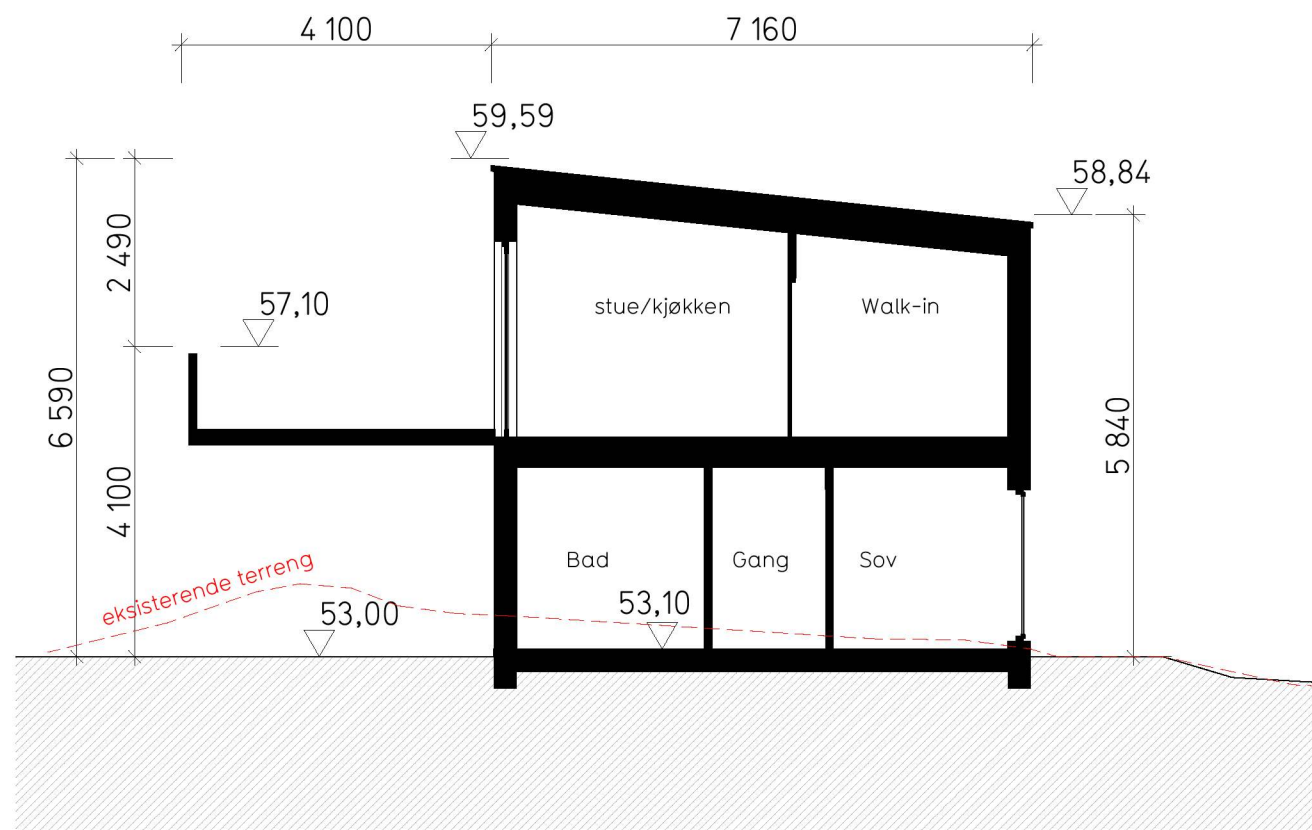 4 100
7 160
59,59
58,84
2 490
57,10
stue/kjøkken
Walk-in
6 590
5 840
4 100
Bad
Gang
Sov
eksisterende terreng
53,00
53,10